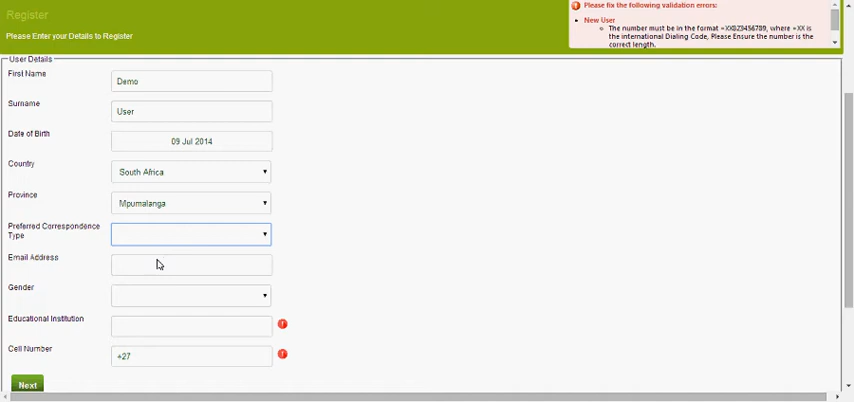 Register
Please Enter your Details to Register
Please fix the following validation errors:
New User
The number must be in the format +XX023456789, where +XX is
the international Dialing Code, Please Ensure the number is the
correct length.
User Details
First Name
Demo
Surname
User
Date of Birth
09 Jul 2014
Country
South Africa
Province
Mpumalanga
Preferred Correspondence
Type
Email Address
Gender
Educational Institution
Cell Number
+27
Next